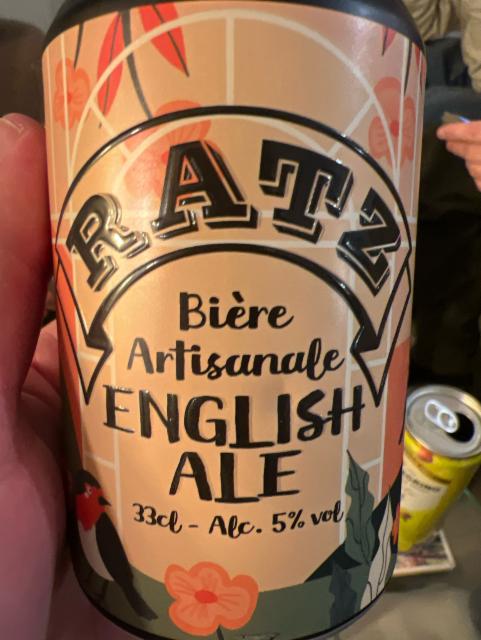 RATZ
Bière
Artisanale
ENGLISH
ALE
33cl - Alc. 5% vol